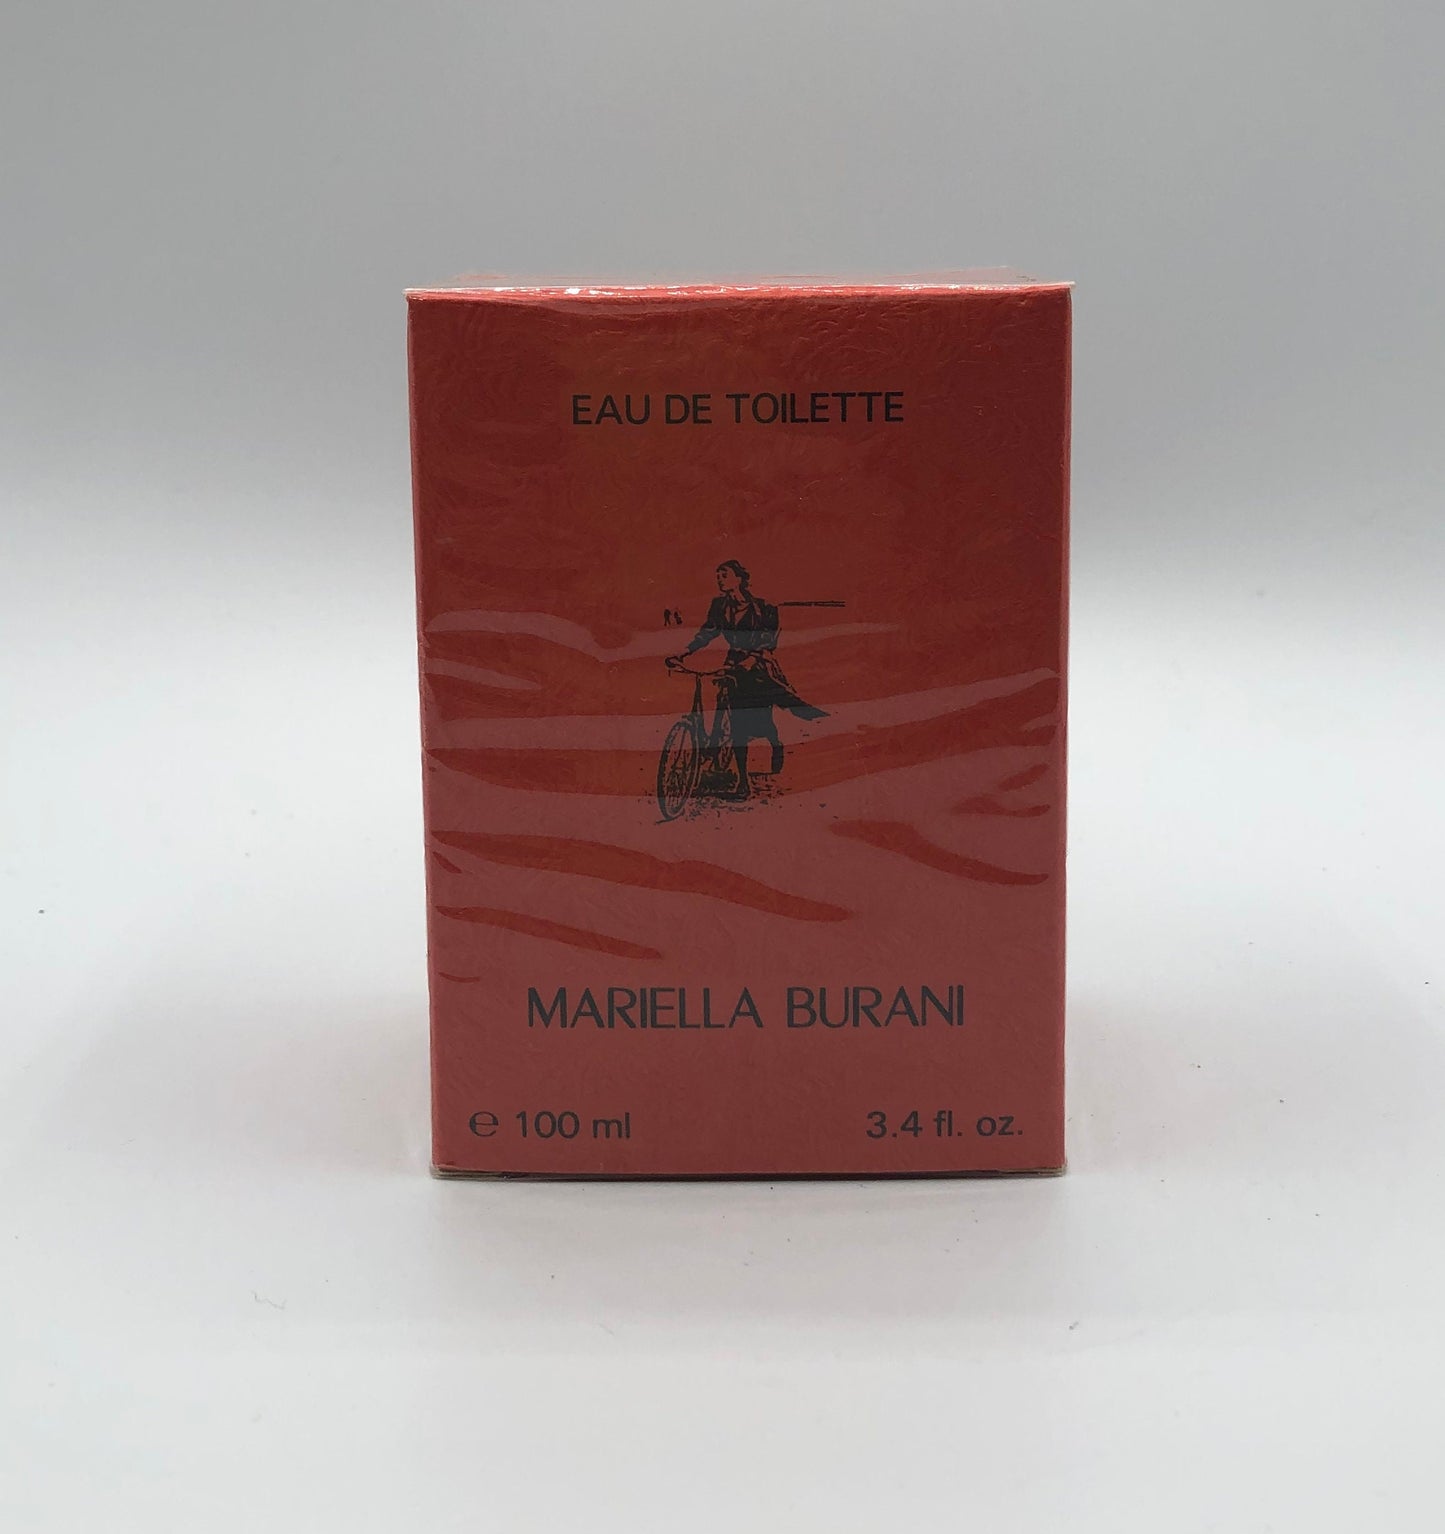 EAU DE TOILETTE
MARIELLA BURANI
℮ 100 ml 3.4 fl. oz.